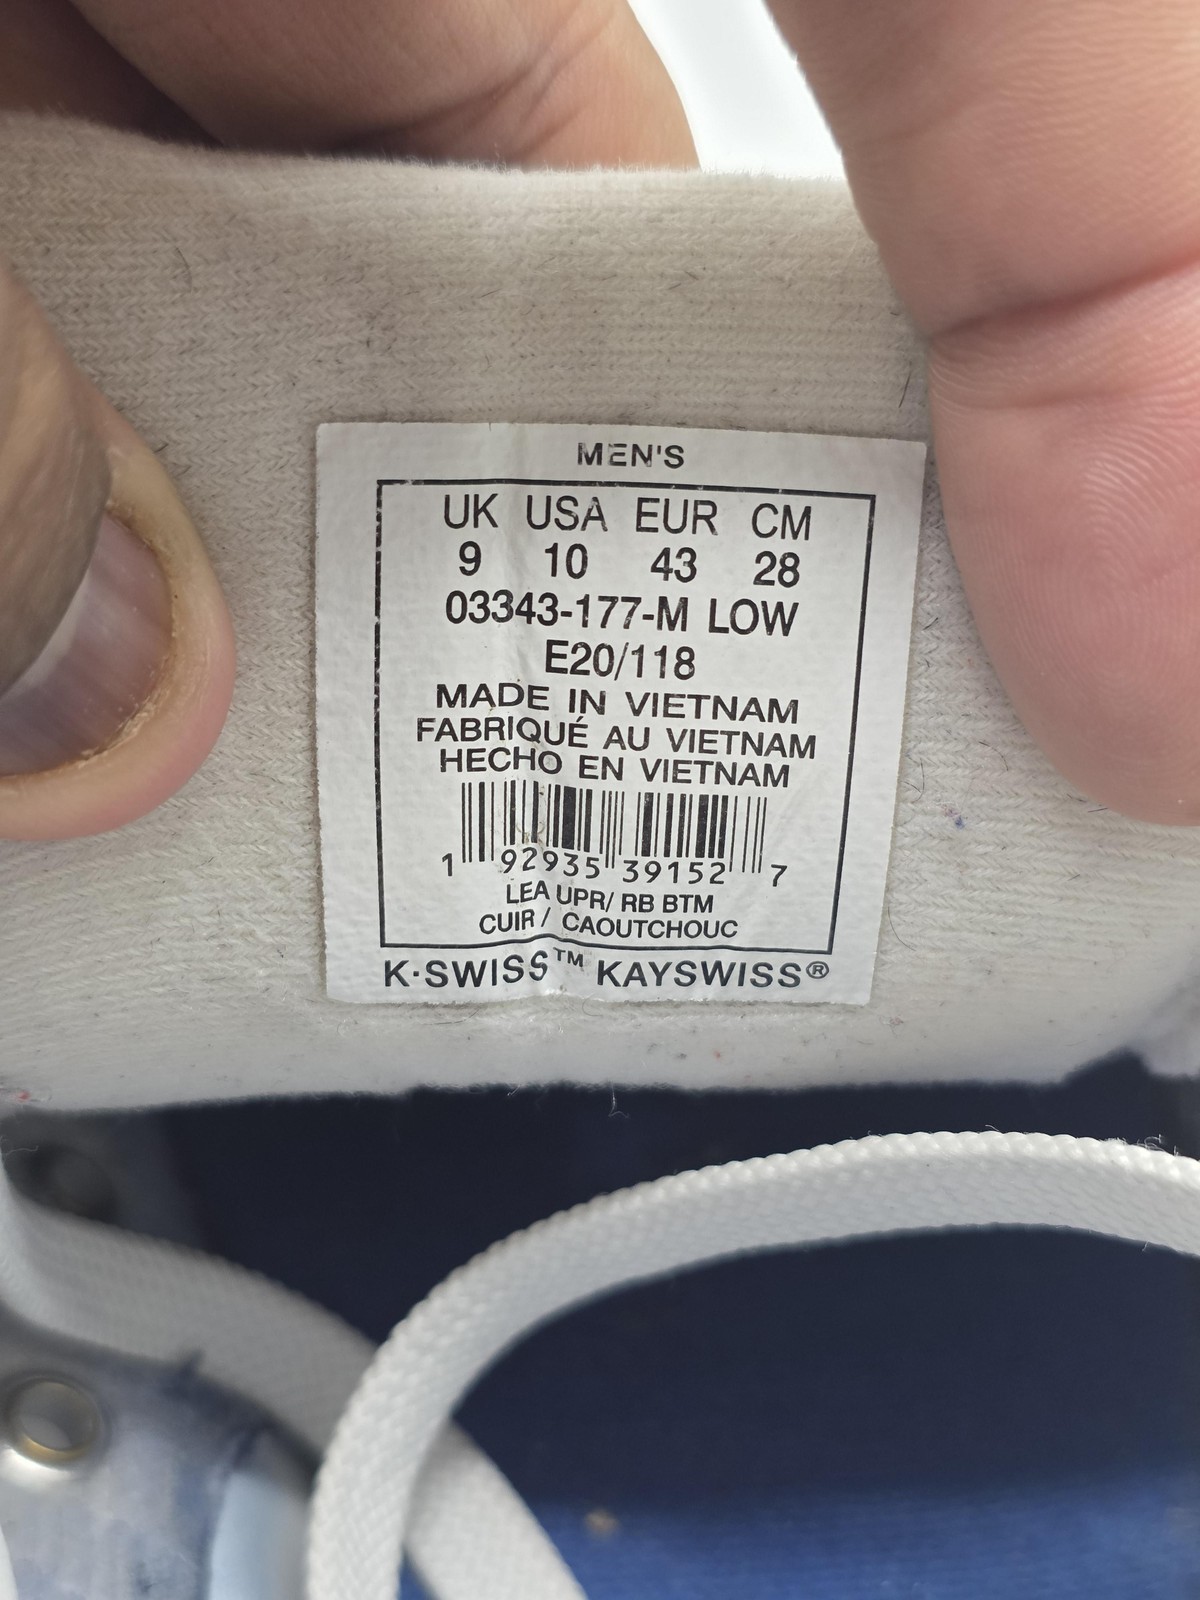 MEN'S
UK USA EUR CM
9 10 43 28
03343-177-M LOW
E20/118
MADE IN VIETNAM
FABRIQUÉ AU VIETNAM
HECHO EN VIETNAM
1 92935 39152 7
LEA UPR/ RB BTM
CUIR / CAOUTCHOUC
K·SWISS™ KAYSWISS®